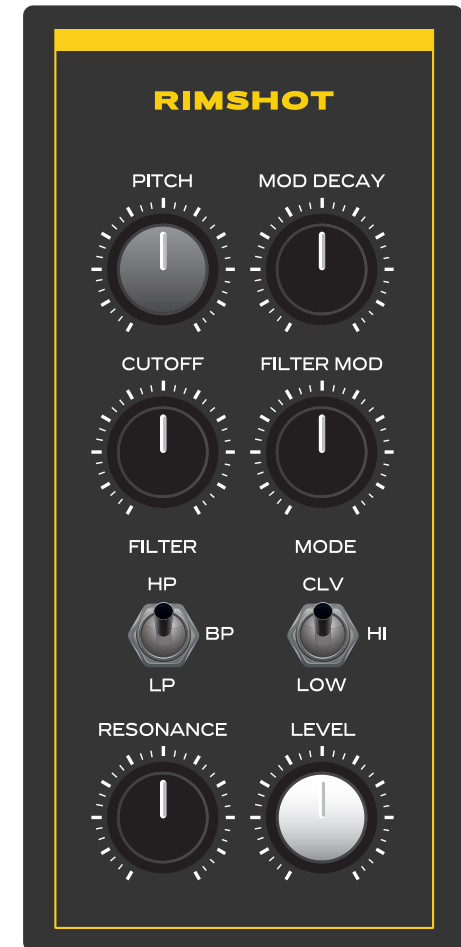 RIMSHOT
PITCH MOD DECAY
CUTOFF FILTER MOD
FILTER MODE
HP CLV
BP HI
LP LOW
RESONANCE LEVEL